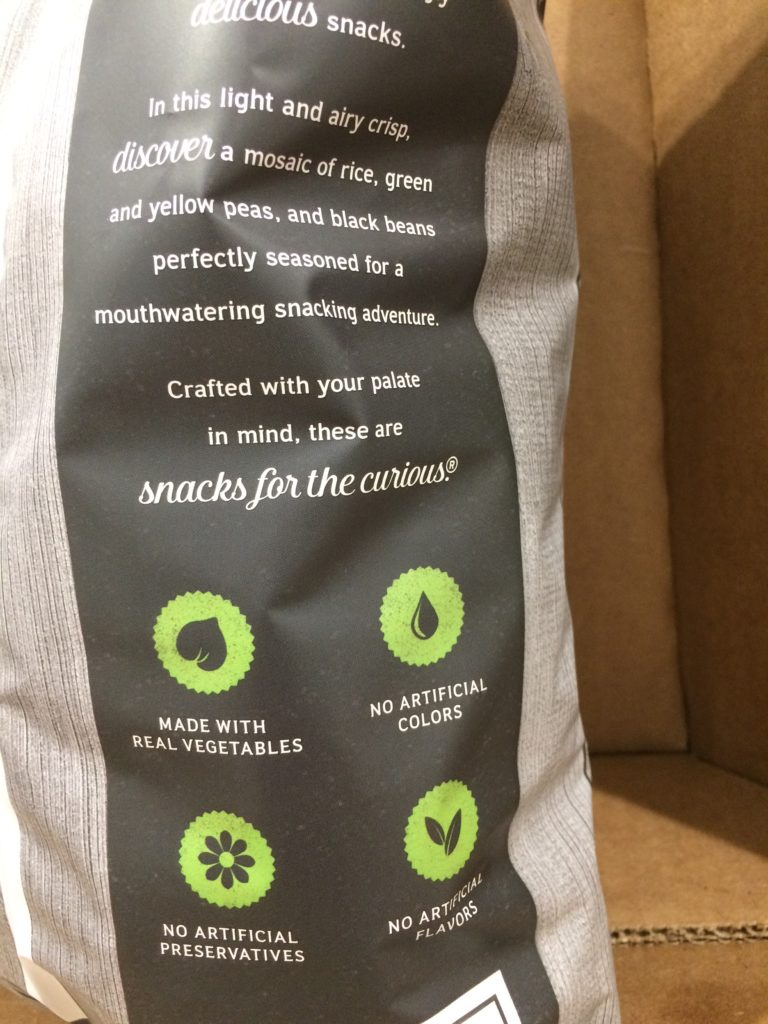 delicious snacks.
In this light and airy crisp,
discover a mosaic of rice, green
and yellow peas, and black beans
perfectly seasoned for a
mouthwatering snacking adventure.
Crafted with your palate
in mind, these are
snacks for the curious.®
MADE WITH
REAL VEGETABLES
NO ARTIFICIAL
COLORS
NO ARTIFICIAL
PRESERVATIVES
NO ARTIFICIAL
FLAVORS